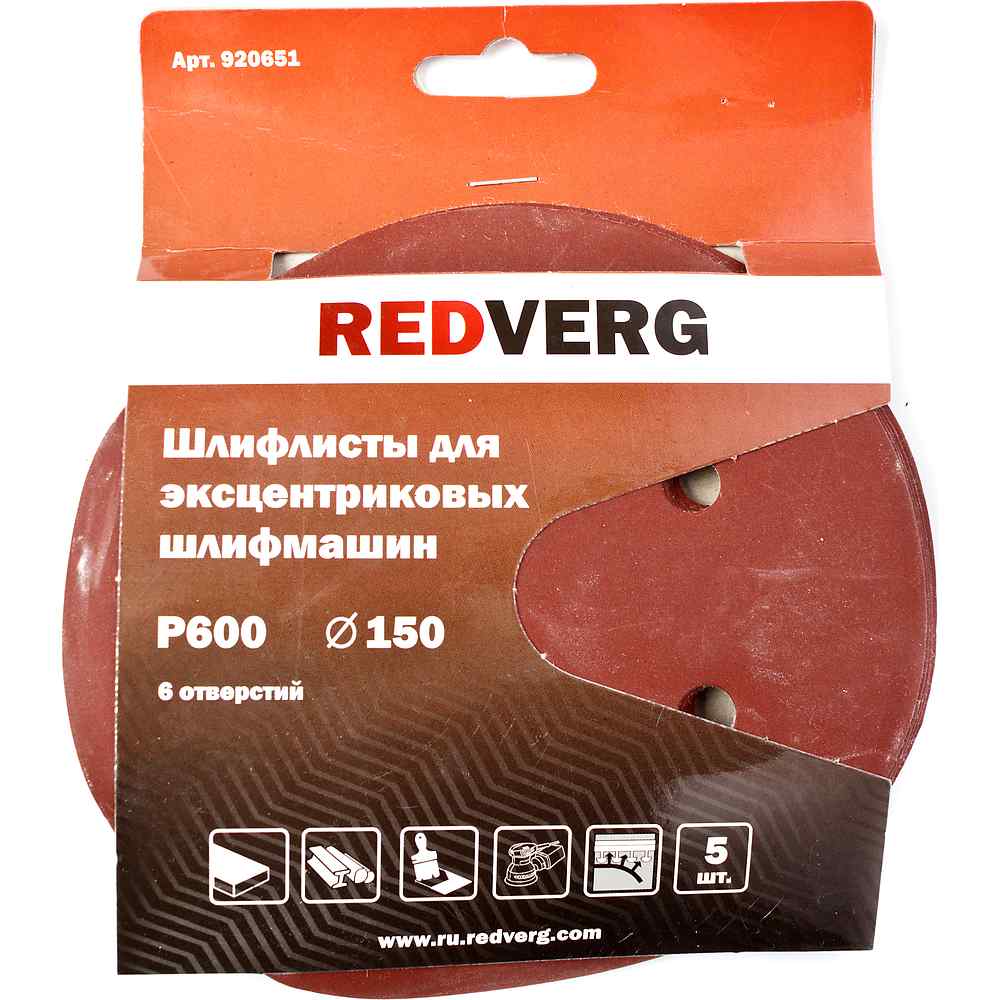 Арт. 920651
REDVERG
Шлифлисты для
эксцентриковых
шлифмашин
P600 ⌀ 150
6 отверстий
5
шт.
www.ru.redverg.com